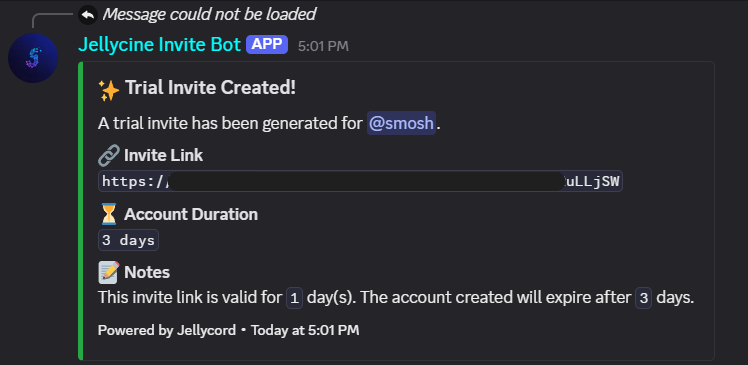 Message could not be loaded
Jellycine Invite Bot APP 5:01 PM
✨ Trial Invite Created!
A trial invite has been generated for @smosh.
🔗 Invite Link
https:/ uLLjSW
⏳ Account Duration
3 days
📝 Notes
This invite link is valid for 1 day(s). The account created will expire after 3 days.
Powered by Jellycord • Today at 5:01 PM